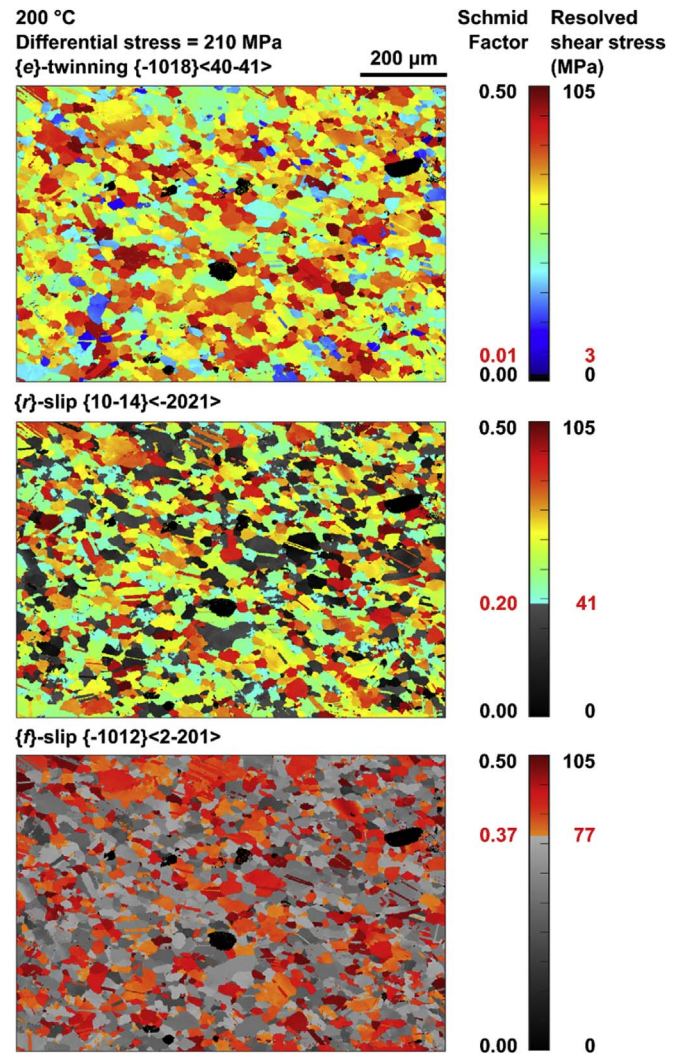 200 °C
Differential stress = 210 MPa
{e}-twinning {-1018}<40-41>
200 µm
Schmid Factor
Resolved shear stress (MPa)
0.50 105
0.01 3
0.00 0
{r}-slip {10-14}<-2021>
0.50 105
0.20 41
0.00 0
{f}-slip {-1012}<2-201>
0.50 105
0.37 77
0.00 0